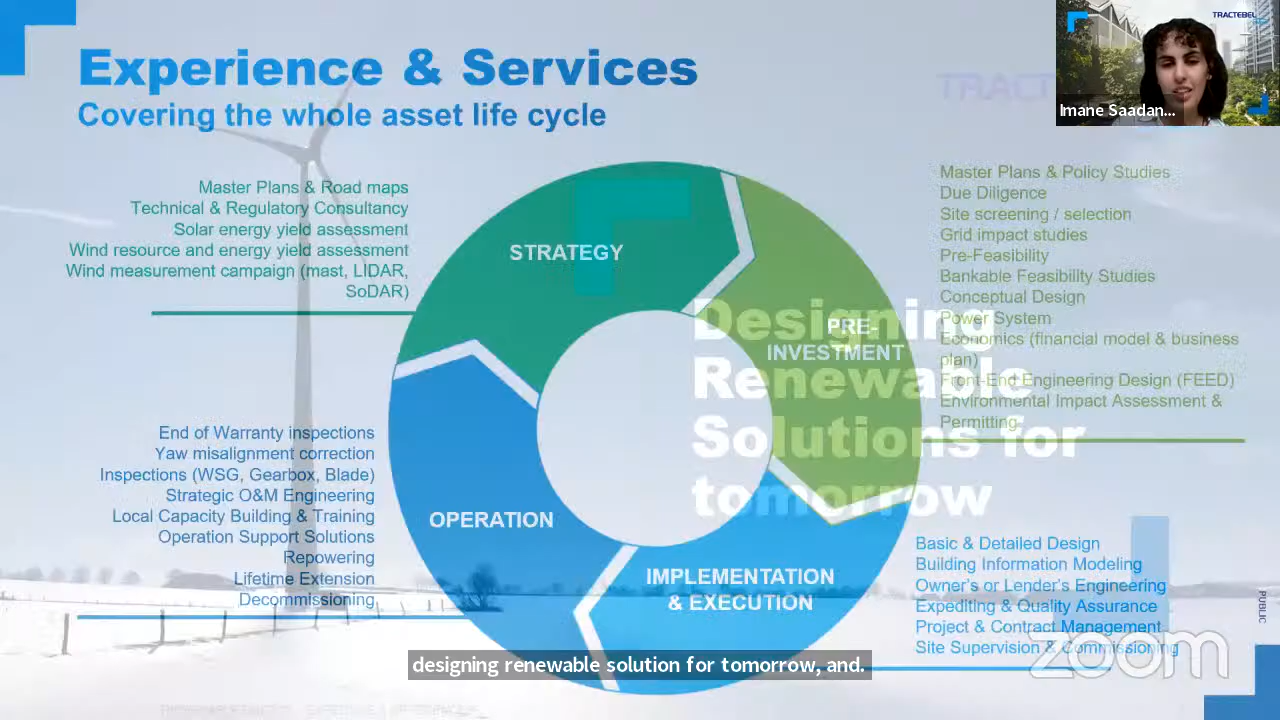 Experience & Services
Covering the whole asset life cycle
TRACTEBEL
Imane Saadan...
TRACT
Master Plans & Road maps
Technical & Regulatory Consultancy
Solar energy yield assessment
Wind resource and energy yield assessment
Wind measurement campaign (mast, LIDAR,
SoDAR)
STRATEGY
Master Plans & Policy Studies
Due Diligence
Site screening / selection
Grid impact studies
Pre-Feasibility
Bankable Feasibility Studies
Conceptual Design
Power System
Economics (financial model & business
plan)
Front-End Engineering Design (FEED)
Environmental Impact Assessment &
Permitting
PRE-
INVESTMENT
Designing
Renewable
Solutions for
tomorrow
End of Warranty inspections
Yaw misalignment correction
Inspections (WSG, Gearbox, Blade)
Strategic O&M Engineering
Local Capacity Building & Training
Operation Support Solutions
Repowering
Lifetime Extension
Decommissioning
OPERATION
IMPLEMENTATION
& EXECUTION
Basic & Detailed Design
Building Information Modeling
Owner's or Lender's Engineering
Expediting & Quality Assurance
Project & Contract Management
Site Supervision & Commissioning
PUBLIC
zoom
designing renewable solution for tomorrow, and.